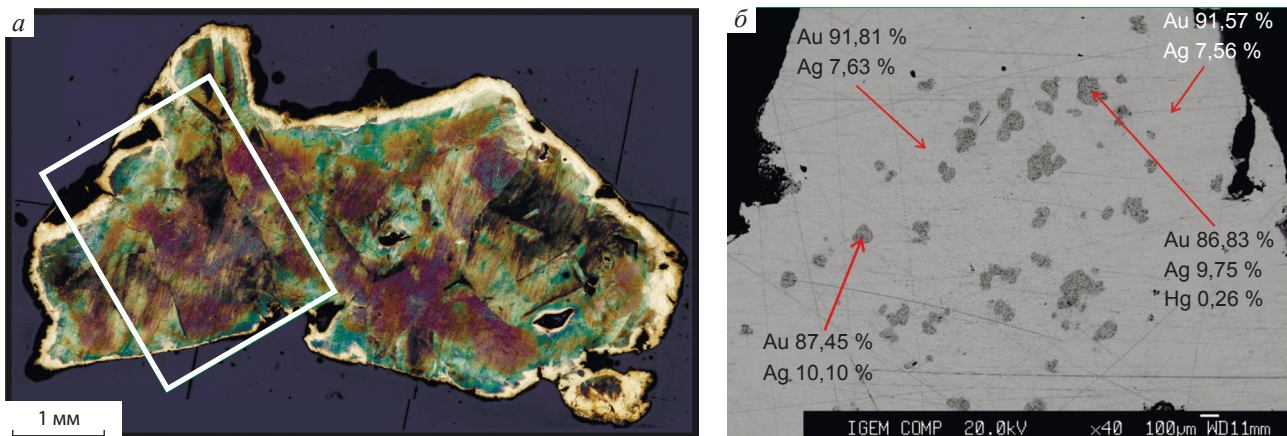 а
1 мм
б
Au 91,81 %
Ag 7,63 %
Au 91,57 %
Ag 7,56 %
Au 86,83 %
Ag 9,75 %
Hg 0,26 %
Au 87,45 %
Ag 10,10 %
IGEM COMP 20.0kV ×40 100μm WD11mm